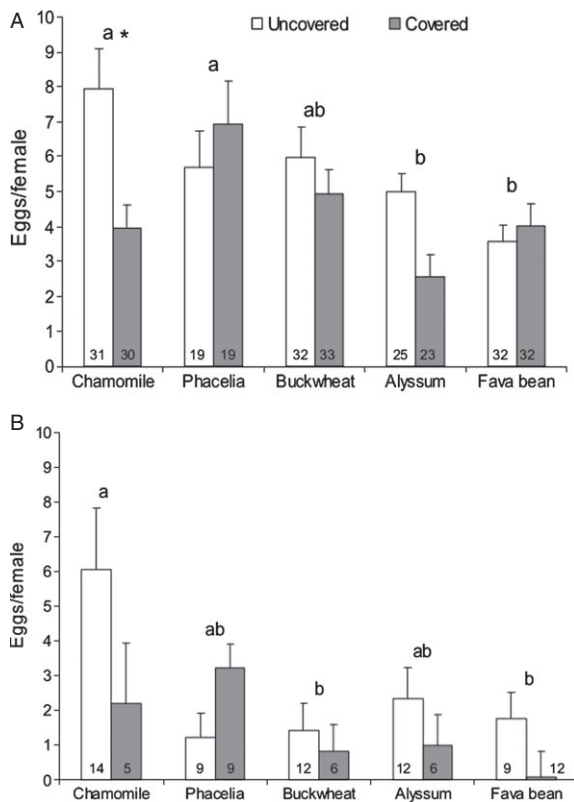 A
Uncovered Covered
10
9
8
7
6
5
4
3
2
1
0
Eggs/female
a * a ab b b
31 30 19 19 32 33 25 23 32 32
Chamomile Phacelia Buckwheat Alyssum Fava bean
B
10
9
8
7
6
5
4
3
2
1
0
Eggs/female
a ab b ab b
14 5 9 9 12 6 12 6 9 12
Chamomile Phacelia Buckwheat Alyssum Fava bean